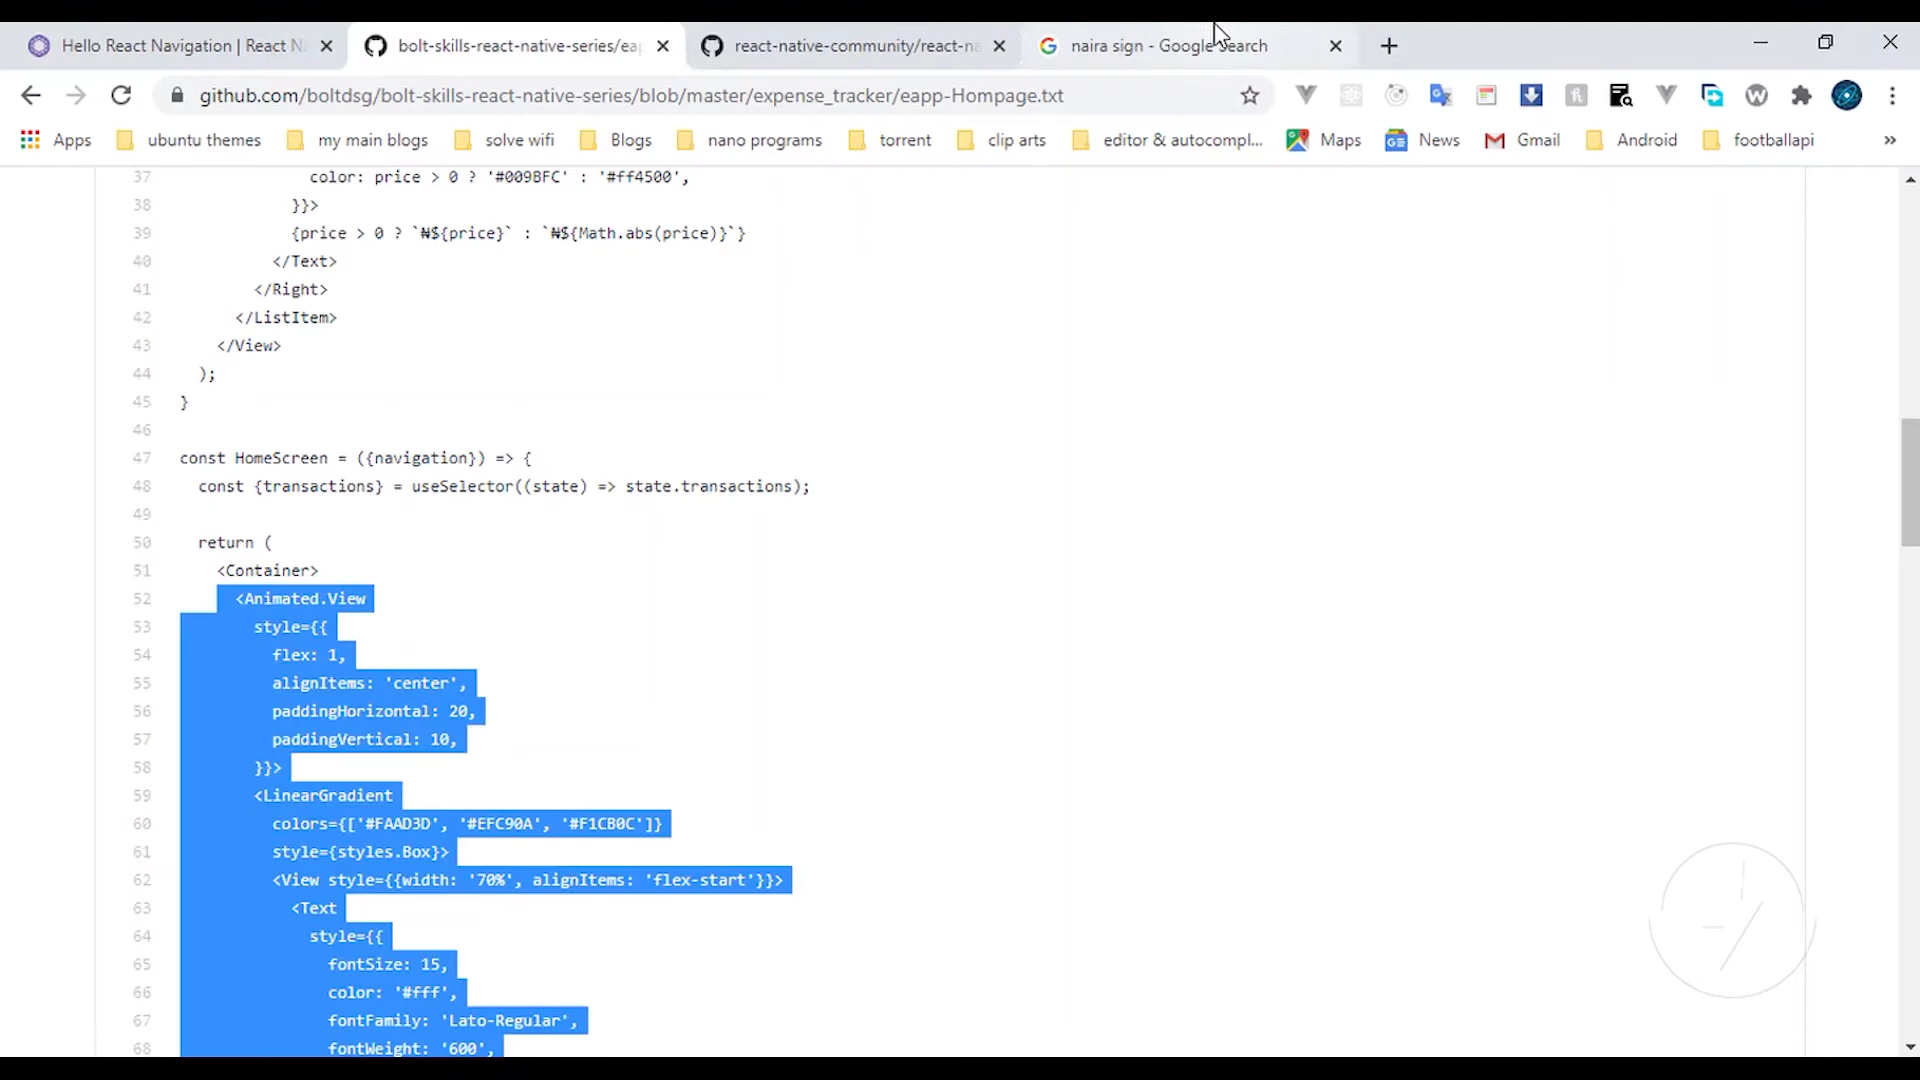 Hello React Navigation | React N
bolt-skills-react-native-series/ea
react-native-community/react-na
naira sign - Google Search
github.com/boltdsg/bolt-skills-react-native-series/blob/master/expense_tracker/eapp-Hompage.txt
Apps
ubuntu themes
my main blogs
solve wifi
Blogs
nano programs
torrent
clip arts
editor & autocompl...
Maps
News
Gmail
Android
footballapi
»
37 color: price > 0 ? '#009BFC' : '#ff4500',
38 }}>
39 {price > 0 ? `₦${price}` : `₦${Math.abs(price)}`}
40 </Text>
41 </Right>
42 </ListItem>
43 </View>
44 );
45 }
46
47 const HomeScreen = ({navigation}) => {
48 const {transactions} = useSelector((state) => state.transactions);
49
50 return (
51 <Container>
52 <Animated.View
53 style={{
54 flex: 1,
55 alignItems: 'center',
56 paddingHorizontal: 20,
57 paddingVertical: 10,
58 }}>
59 <LinearGradient
60 colors={['#FAAD3D', '#EFC90A', '#F1CB0C']}
61 style={styles.Box}>
62 <View style={{width: '70%', alignItems: 'flex-start'}}>
63 <Text
64 style={{
65 fontSize: 15,
66 color: '#fff',
67 fontFamily: 'Lato-Regular',
68 fontWeight: '600',